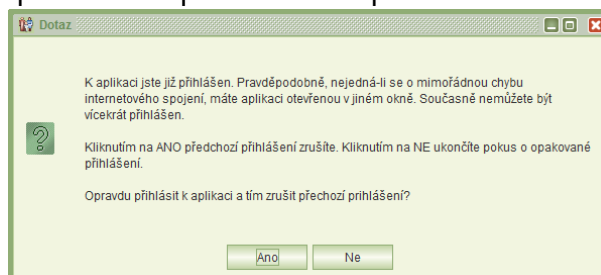 Dotaz
K aplikaci jste již přihlášen. Pravděpodobně, nejedná-li se o mimořádnou chybu
internetového spojení, máte aplikaci otevřenou v jiném okně. Současně nemůžete být
vícekrát přihlášen.
Kliknutím na ANO předchozí přihlášení zrušíte. Kliknutím na NE ukončíte pokus o opakované
přihlášení.
Opravdu přihlásit k aplikaci a tím zrušit přechozí prihlášení?
Ano
Ne